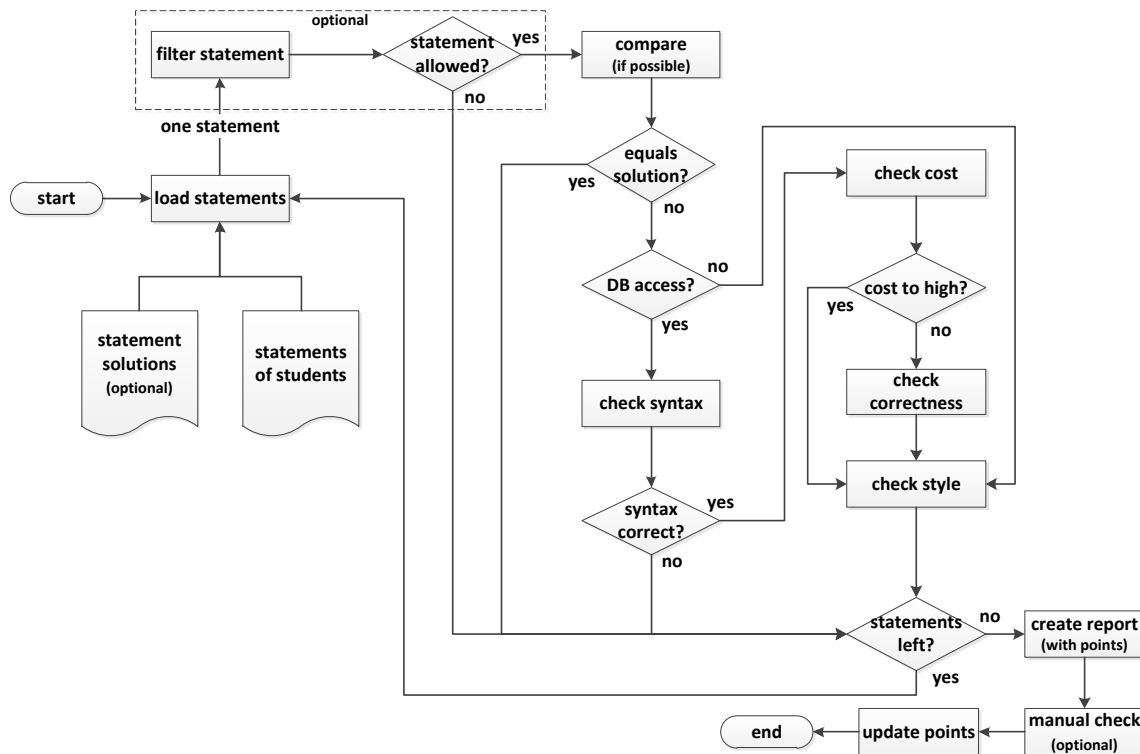 optional
filter statement
statement
allowed?
yes
no
compare
(if possible)
one statement
start
load statements
statement
solutions
(optional)
statements
of students
equals
solution?
yes
no
DB access?
no
yes
check syntax
syntax
correct?
yes
no
check cost
cost to high?
yes
no
check
correctness
check style
statements
left?
no
yes
create report
(with points)
manual check
(optional)
update points
end